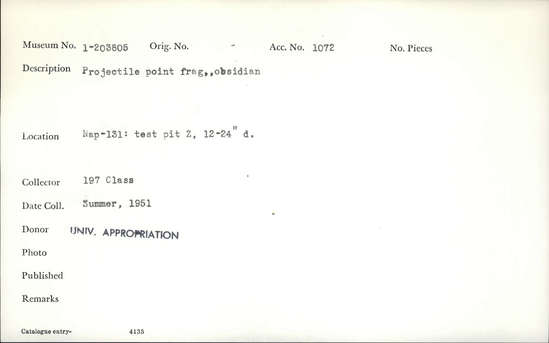 Museum No. 1-203805 Orig. No. - Acc. No. 1072 No. Pieces
Description Projectile point frag.,obsidian
Location Nap-131: test pit Z, 12-24" d.
Collector 197 Class
Date Coll. Summer, 1951
Donor UNIV. APPROPRIATION
Photo
Published
Remarks
Catalogue entry- 4135